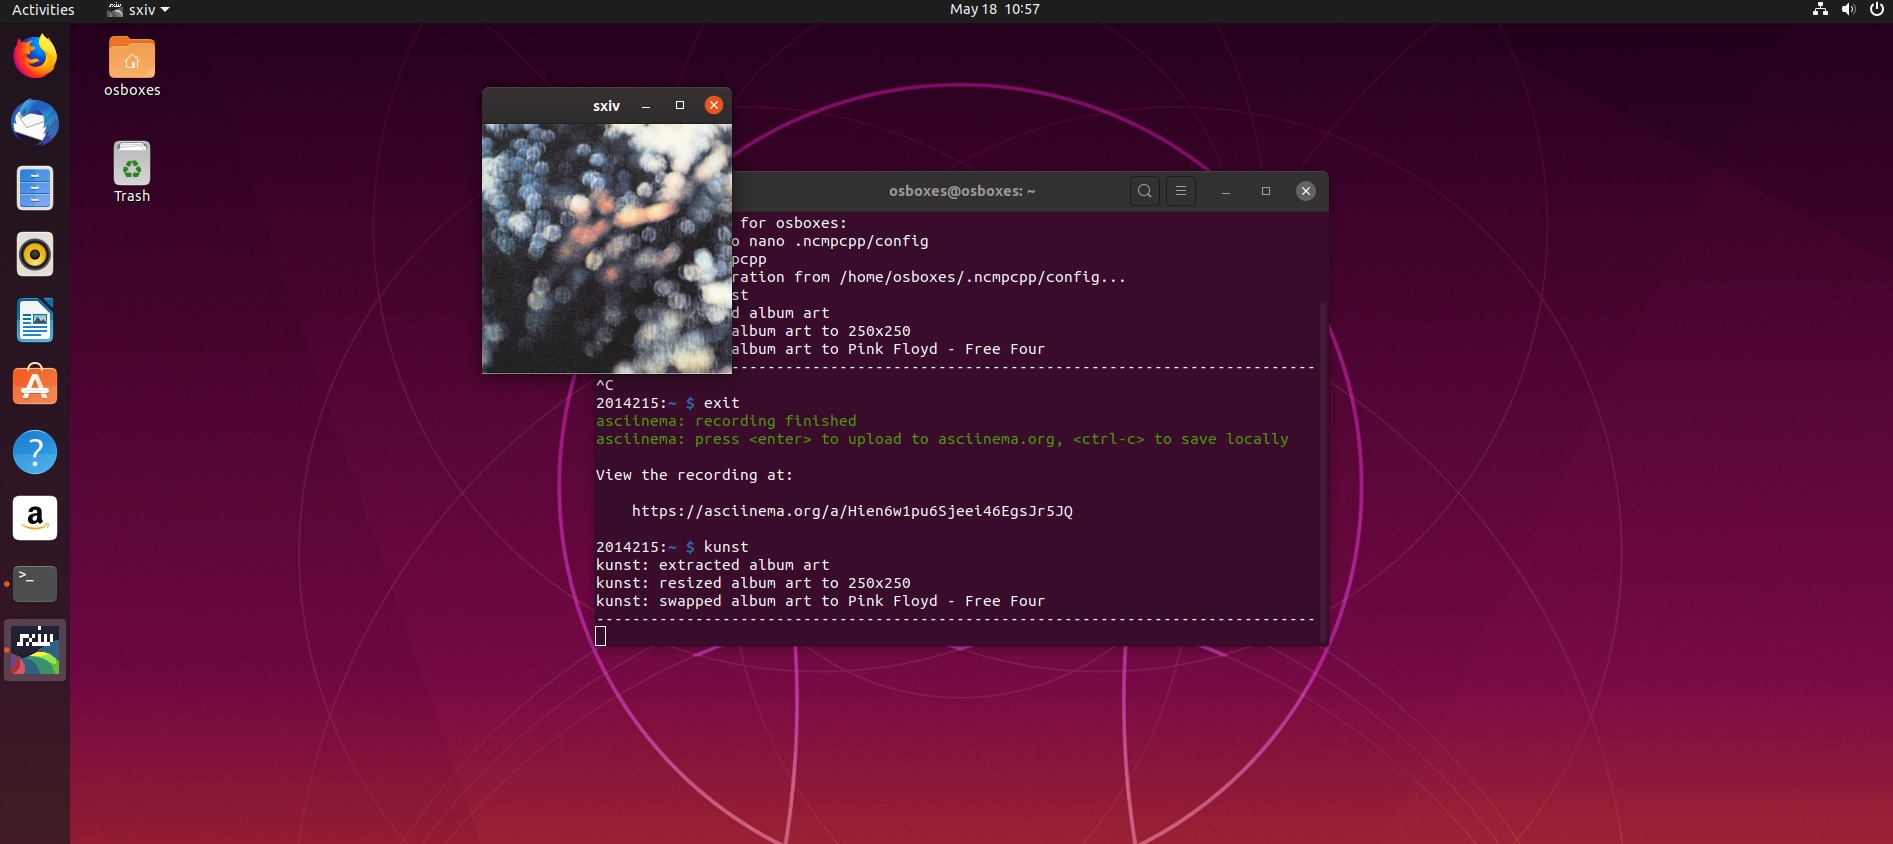 Activities
sxiv
May 18 10:57
osboxes
Trash
sxiv
osboxes@osboxes: ~
for osboxes:
o nano .ncmpcpp/config
pcpp
ration from /home/osboxes/.ncmpcpp/config...
st
d album art
album art to 250x250
album art to Pink Floyd - Free Four
--------------------------------------------------------------------------------
^C
2014215:~ $ exit
asciinema: recording finished
asciinema: press <enter> to upload to asciinema.org, <ctrl-c> to save locally
View the recording at:
https://asciinema.org/a/Hien6w1pu6Sjeei46EgsJr5JQ
2014215:~ $ kunst
kunst: extracted album art
kunst: resized album art to 250x250
kunst: swapped album art to Pink Floyd - Free Four
--------------------------------------------------------------------------------
?
a
>_
sxiv